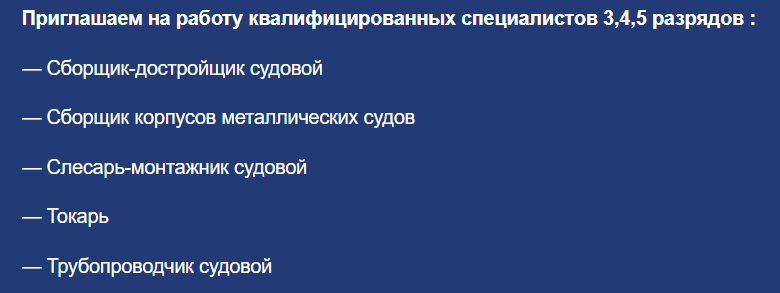 Приглашаем на работу квалифицированных специалистов 3,4,5 разрядов :
— Сборщик-достройщик судовой
— Сборщик корпусов металлических судов
— Слесарь-монтажник судовой
— Токарь
— Трубопроводчик судовой